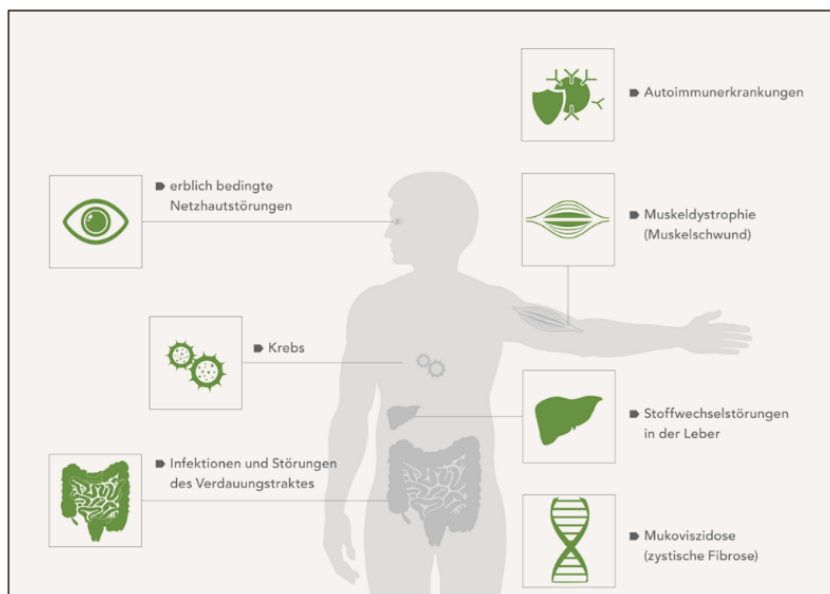 Autoimmunerkrankungen
erblich bedingte
Netzhautstörungen
Muskeldystrophie
(Muskelschwund)
Krebs
Stoffwechselstörungen
in der Leber
Infektionen und Störungen
des Verdauungstraktes
Mukoviszidose
(zystische Fibrose)